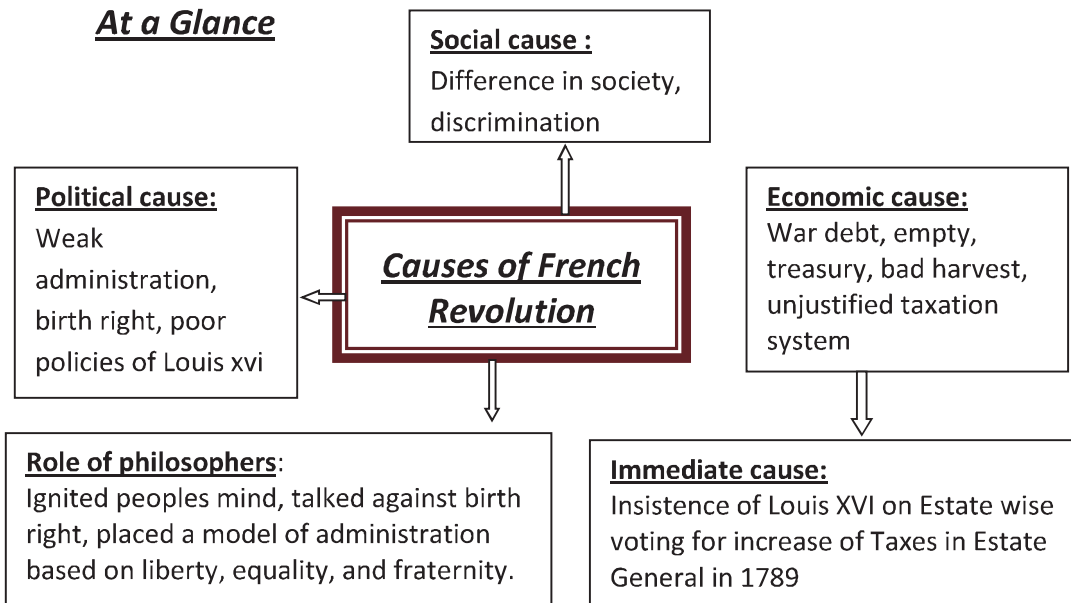 At a Glance
Social cause :
Difference in society,
discrimination
Political cause:
Weak
administration,
birth right, poor
policies of Louis xvi
Causes of French
Revolution
Economic cause:
War debt, empty,
treasury, bad harvest,
unjustified taxation
system
Role of philosophers:
Ignited peoples mind, talked against birth
right, placed a model of administration
based on liberty, equality, and fraternity.
Immediate cause:
Insistence of Louis XVI on Estate wise
voting for increase of Taxes in Estate
General in 1789